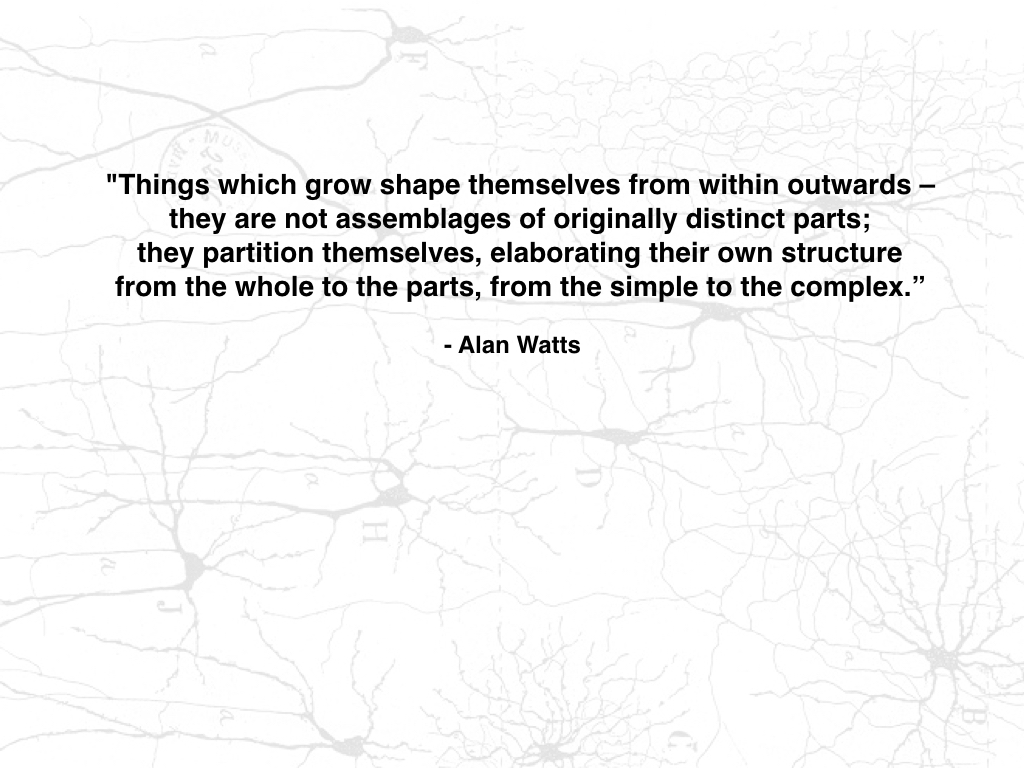 F
a
MUS
"Things which grow shape themselves from within outwards –
they are not assemblages of originally distinct parts;
they partition themselves, elaborating their own structure
from the whole to the parts, from the simple to the complex.”
- Alan Watts
a
a
a
D
H
a
J
a
B
a
C